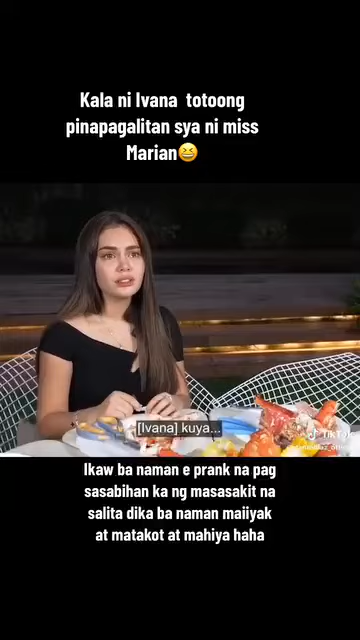 Kala ni Ivana totoong
pinapagalitan sya ni miss
Marian😆
[Ivana] kuya...
TikTok
Ikaw ba naman e prank na pag
sasabihan ka ng masasakit na
salita dika ba naman maiiyak
at matakot at mahiya haha